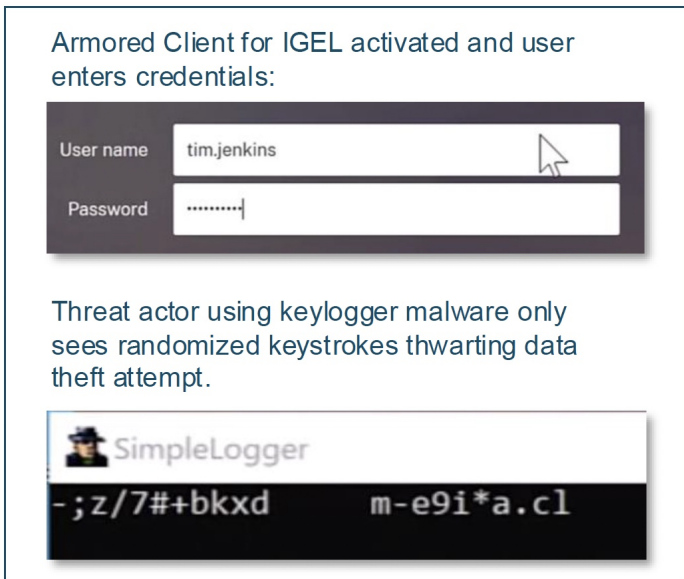 Armored Client for IGEL activated and user
enters credentials:
User name tim.jenkins
Password ••••••••••
Threat actor using keylogger malware only
sees randomized keystrokes thwarting data
theft attempt.
SimpleLogger
-;z/7#+bkxd m-e9i*a.cl